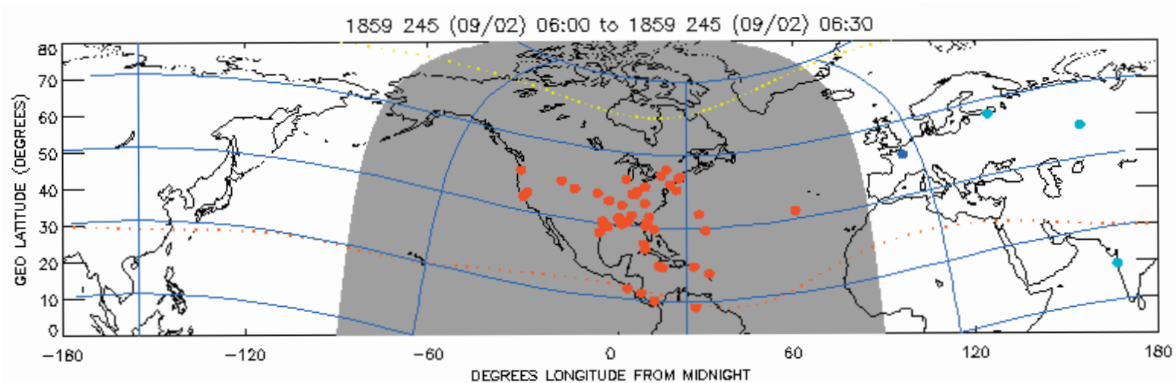 1859 245 (09/02) 06:00 to 1859 245 (09/02) 06:30
GEO LATITUDE (DEGREES)
80
70
60
50
40
30
20
10
0
-180 -120 -60 0 60 120 180
DEGREES LONGITUDE FROM MIDNIGHT